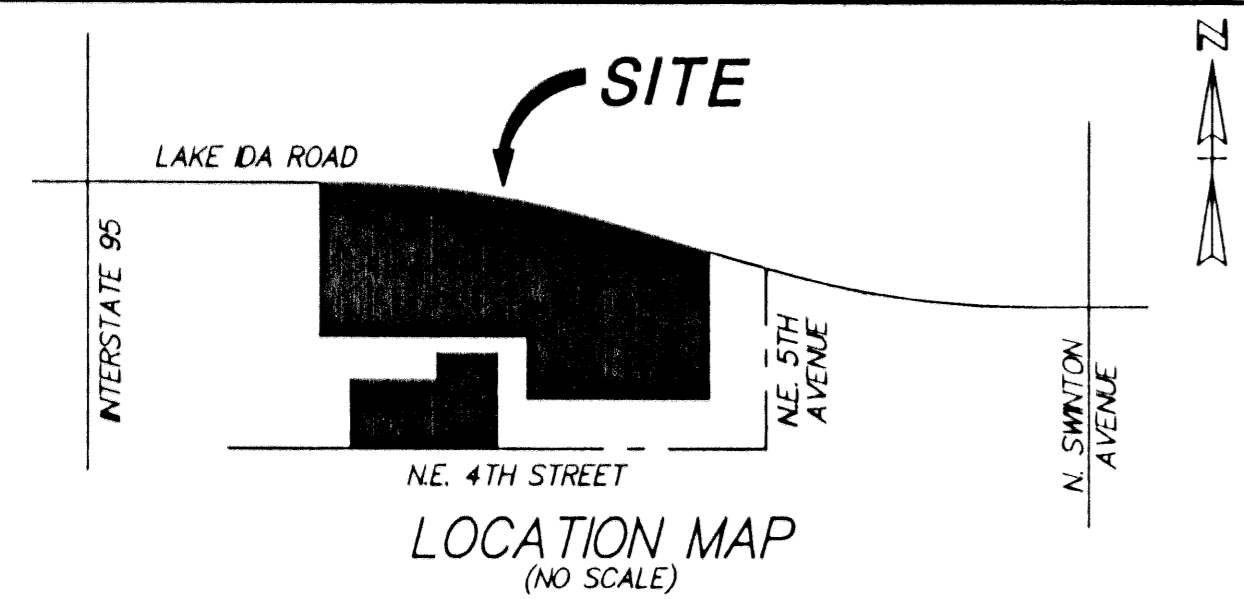 N
SITE
LAKE IDA ROAD
INTERSTATE 95
N.E. 5TH
AVENUE
N. SWINTON
AVENUE
N.E. 4TH STREET
LOCATION MAP
(NO SCALE)